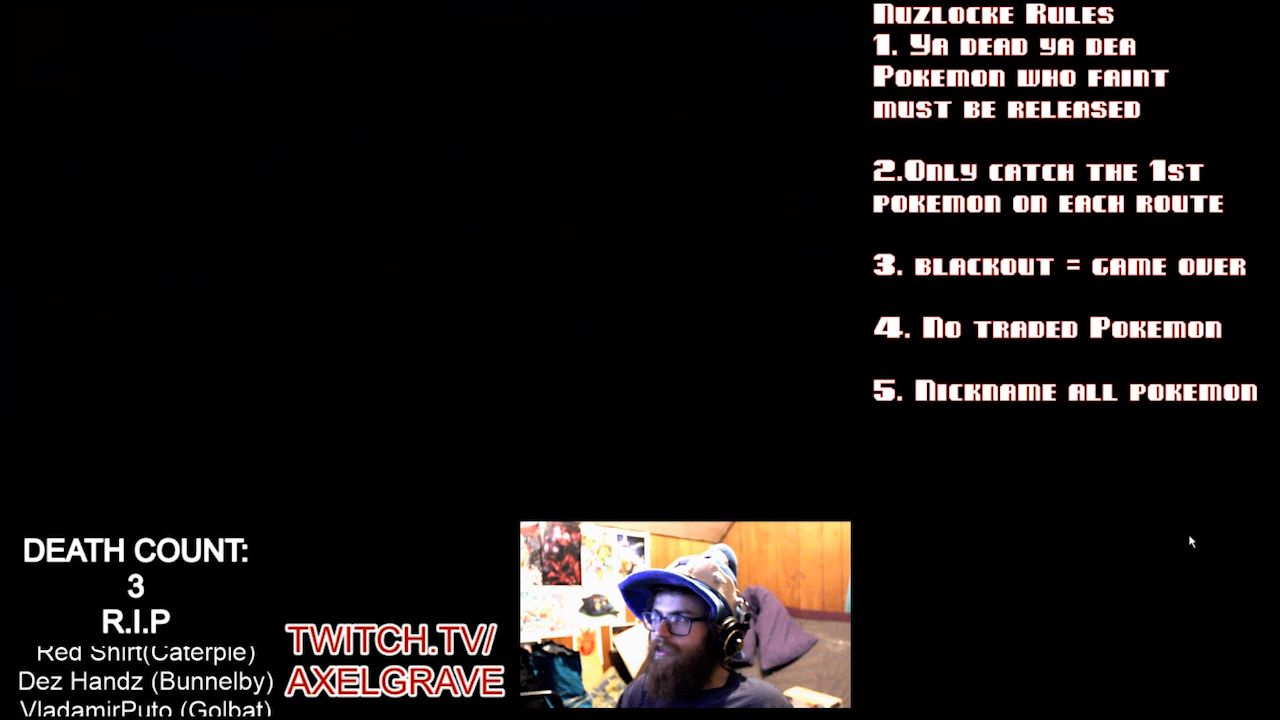 Nuzlocke Rules
1. Ya dead ya dea
Pokemon who faint
must be released
2.Only catch the 1st
pokemon on each route
3. blackout = game over
4. No traded Pokemon
5. Nickname all pokemon
DEATH COUNT:
3
R.I.P
Red Shirt(Caterpie)
Dez Handz (Bunnelby)
VladamirPuto (Golbat)
TWITCH.TV/
AXELGRAVE